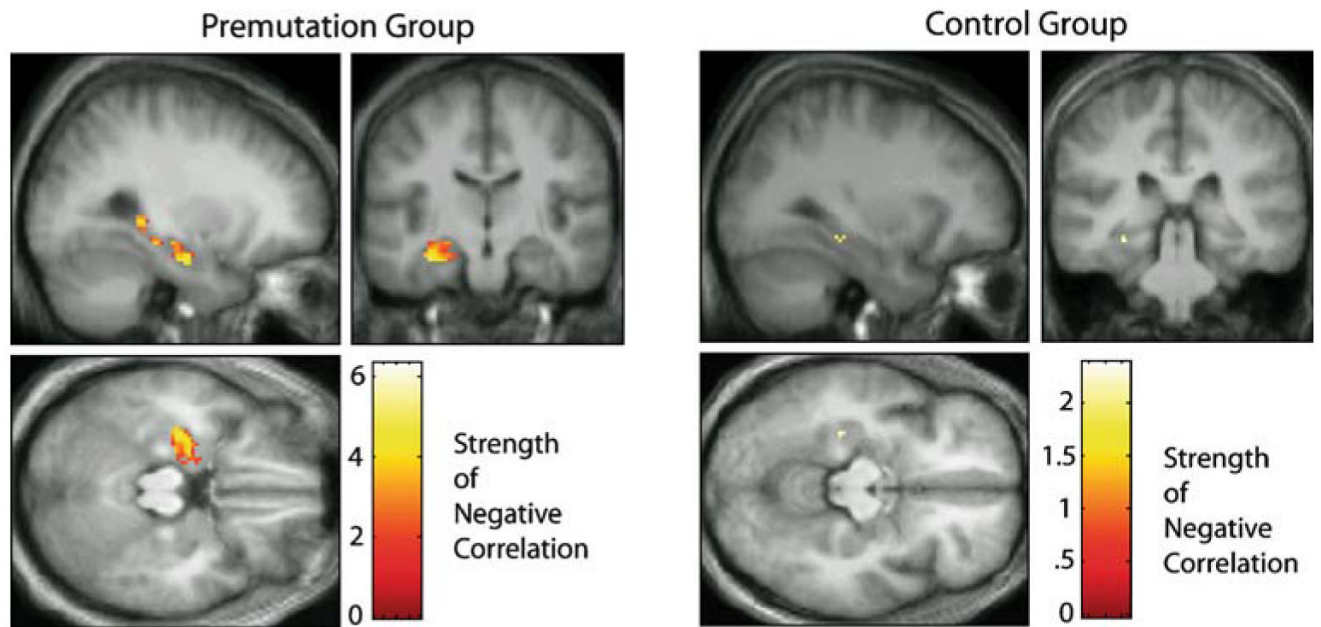 Premutation Group
Control Group
6
4
2
0
Strength
of
Negative
Correlation
2
1.5
1
.5
0
Strength
of
Negative
Correlation